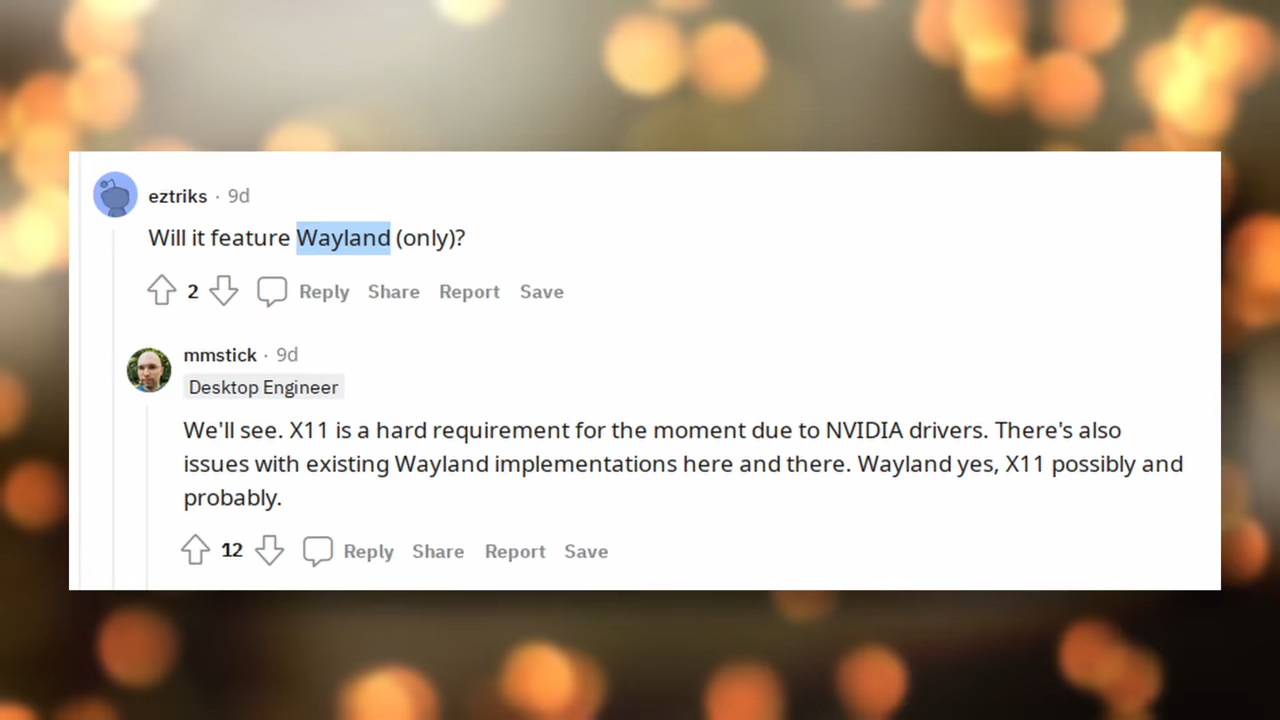 eztriks · 9d
Will it feature Wayland (only)?
2 Reply Share Report Save
mmstick · 9d
Desktop Engineer
We'll see. X11 is a hard requirement for the moment due to NVIDIA drivers. There's also
issues with existing Wayland implementations here and there. Wayland yes, X11 possibly and
probably.
12 Reply Share Report Save